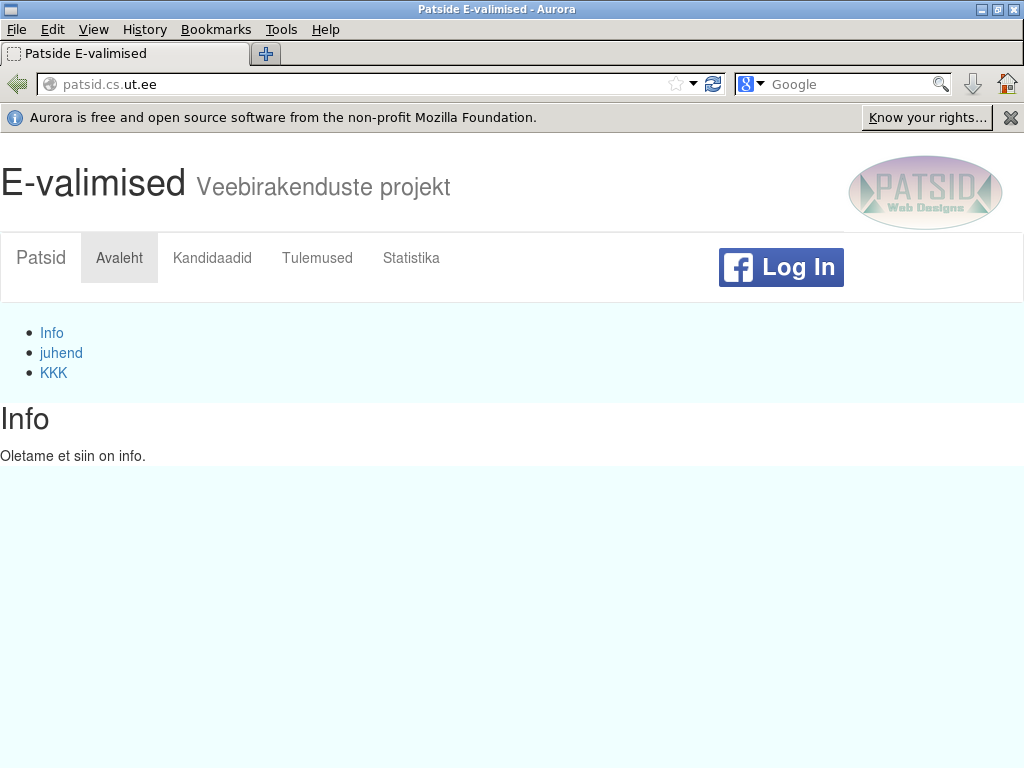 Patside E-valimised - Aurora
File Edit View History Bookmarks Tools Help
Patside E-valimised
patsid.cs.ut.ee
8 Google
Aurora is free and open source software from the non-profit Mozilla Foundation. Know your rights...
E-valimised Veebirakenduste projekt
PATSID
Web Designs
Patsid Avaleht Kandidaadid Tulemused Statistika f Log In
Info
juhend
KKK
Info
Oletame et siin on info.